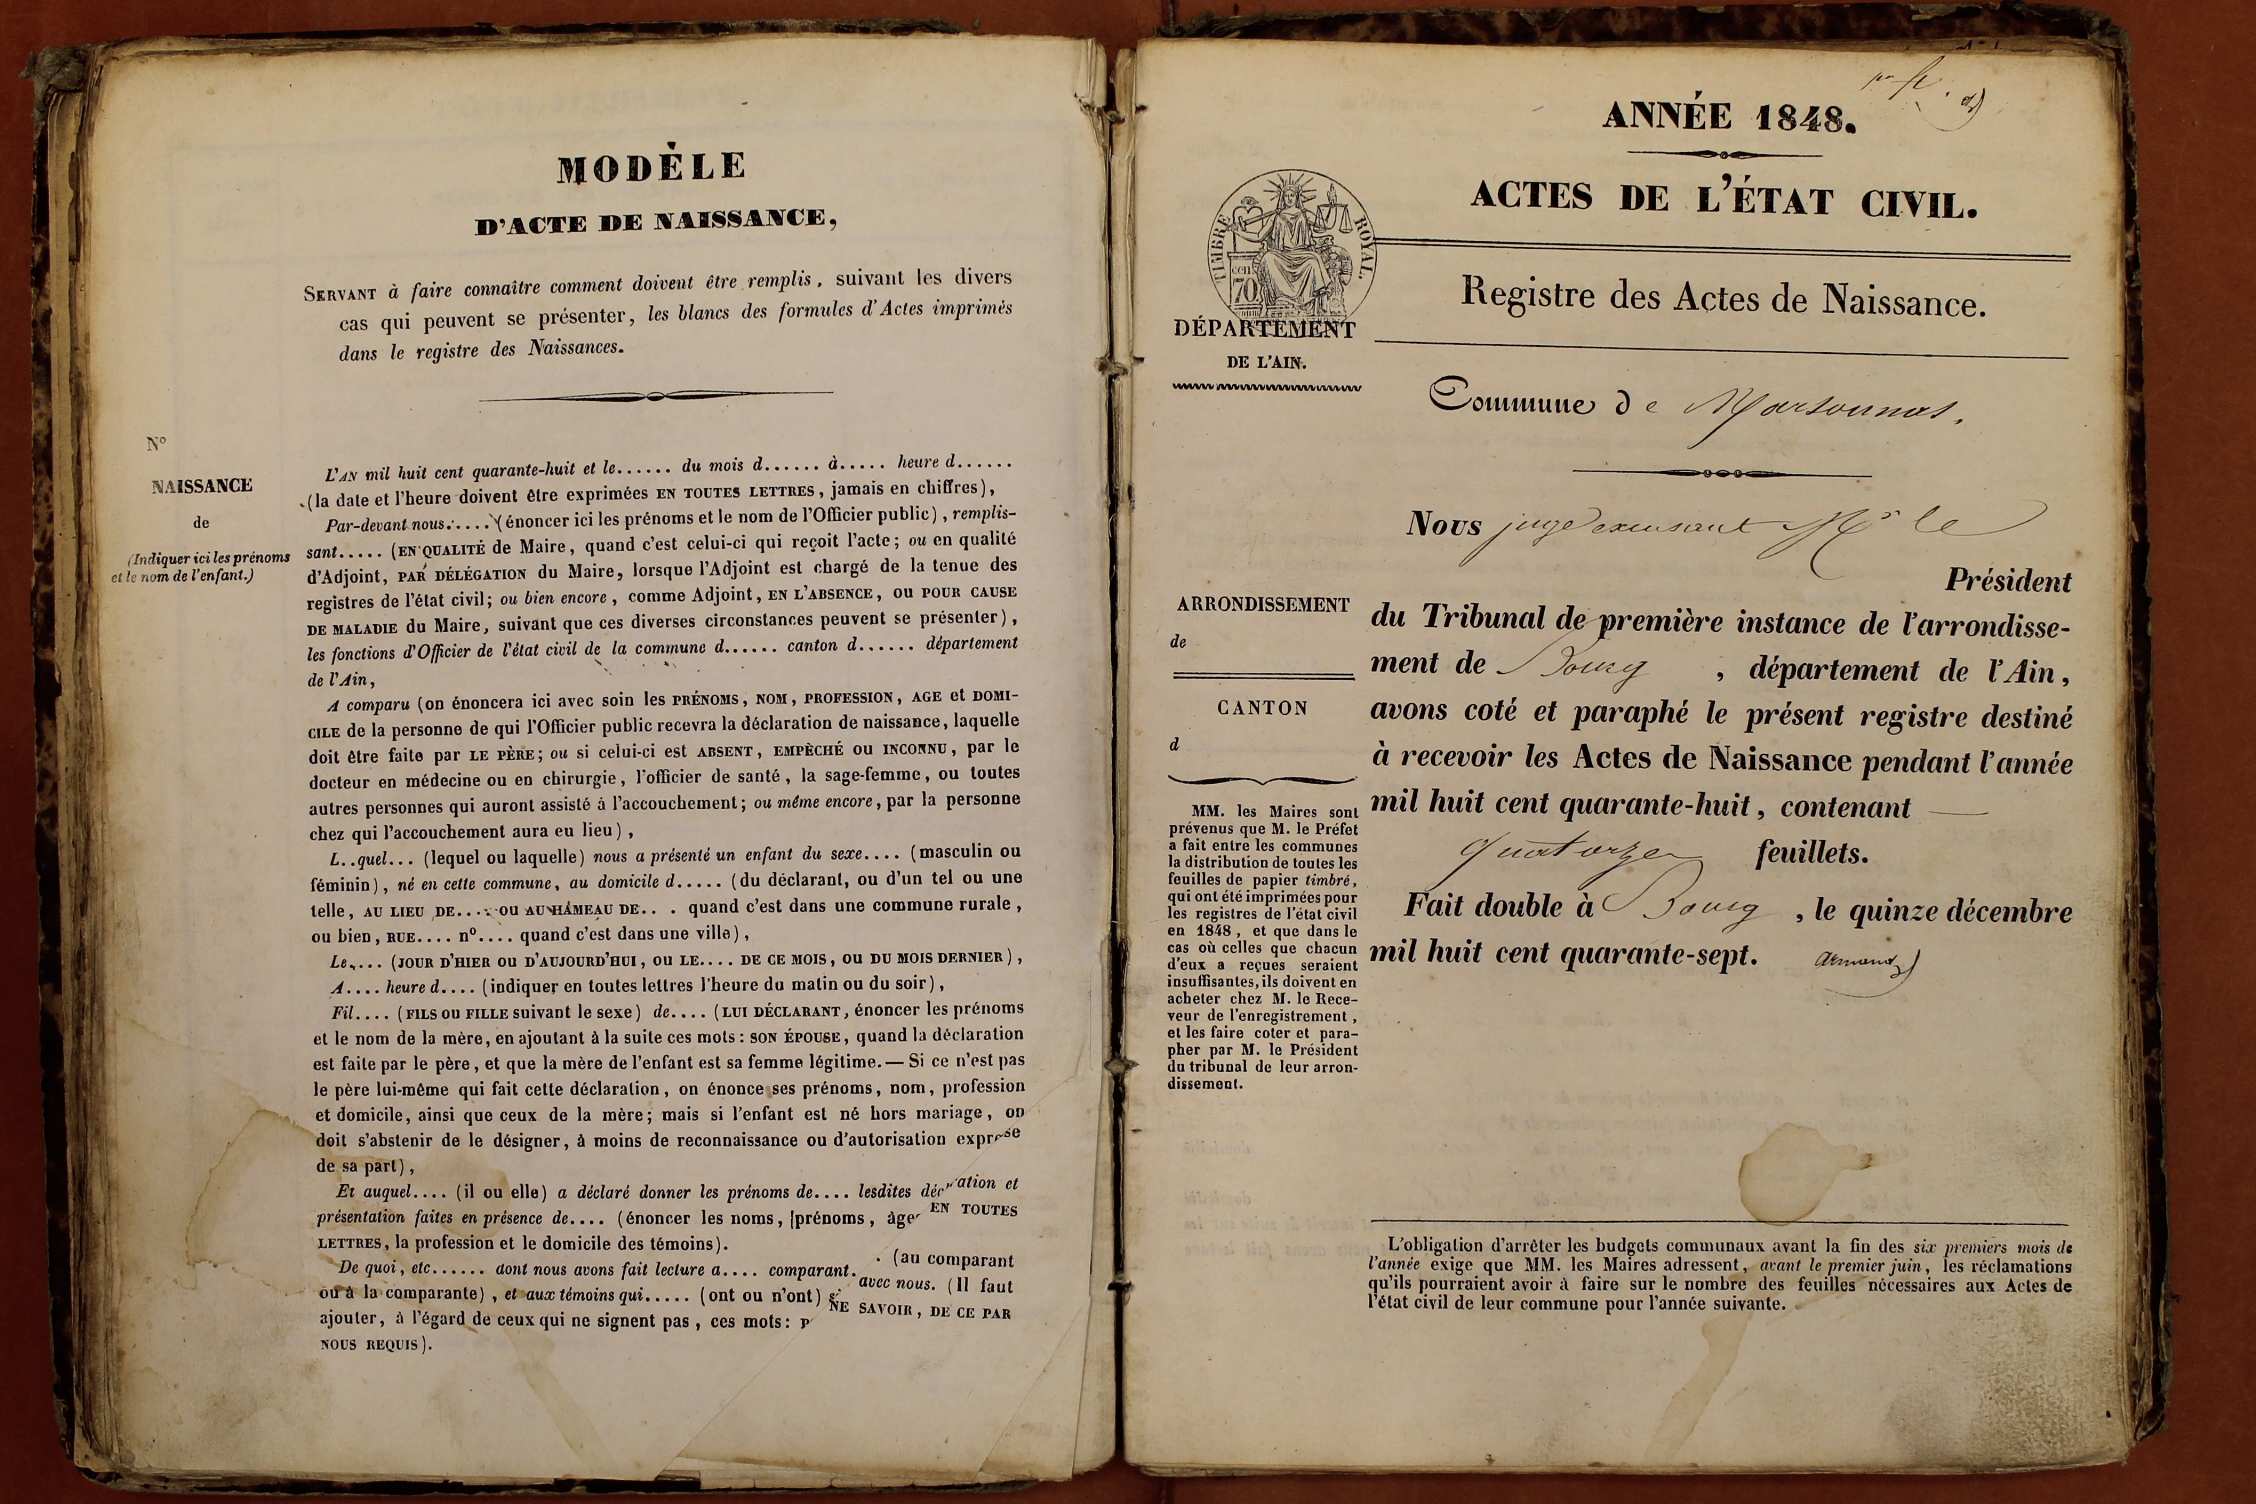 MODÈLE
D'ACTE DE NAISSANCE,
SERVANT à faire connaître comment doivent être remplis, suivant les divers
cas qui peuvent se présenter, les blancs des formules d'Actes imprimés
dans le registre des Naissances.
N°
NAISSANCE
de
(Indiquer ici les prénoms
et le nom de l'enfant.)
L'AN mil huit cent quarante-huit et le...... du mois d...... à..... heure d......
(la date et l'heure doivent être exprimées EN TOUTES LETTRES, jamais en chiffres),
Par-devant nous..... (énoncer ici les prénoms et le nom de l'Officier public), remplis-
sant..... (EN QUALITÉ de Maire, quand c'est celui-ci qui reçoit l'acte; ou en qualité
d'Adjoint, PAR DÉLÉGATION du Maire, lorsque l'Adjoint est chargé de la tenue des
registres de l'état civil; ou bien encore, comme Adjoint, EN L'ABSENCE, OU POUR CAUSE
DE MALADIE du Maire, suivant que ces diverses circonstances peuvent se présenter),
les fonctions d'Officier de l'état civil de la commune d...... canton d...... département
de l'Ain,
A comparu (on énoncera ici avec soin les PRÉNOMS, NOM, PROFESSION, AGE et DOMI-
CILE de la personne de qui l'Officier public recevra la déclaration de naissance, laquelle
doit être faite par LE PÈRE; ou si celui-ci est ABSENT, EMPÈCHÉ OU INCONNU, par le
docteur en médecine ou en chirurgie, l'officier de santé, la sage-femme, ou toutes
autres personnes qui auront assisté à l'accouchement; ou même encore, par la personne
chez qui l'accouchement aura eu lieu),
L..quel... (lequel ou laquelle) nous a présenté un enfant du sexe.... (masculin ou
féminin), né en cette commune, au domicile d..... (du déclarant, ou d'un tel ou une
telle, AU LIEU DE.... OU AU HAMEAU DE... quand c'est dans une commune rurale,
ou bien, RUE.... n°.... quand c'est dans une ville),
Le.... (JOUR D'HIER OU D'AUJOURD'HUI, OU LE.... DE CE MOIS, OU DU MOIS DERNIER),
A.... heure d.... (indiquer en toutes lettres l'heure du matin ou du soir),
Fil.... (FILS OU FILLE suivant le sexe) de.... (LUI DÉCLARANT, énoncer les prénoms
et le nom de la mère, en ajoutant à la suite ces mots: SON ÉPOUSE, quand la déclaration
est faite par le père, et que la mère de l'enfant est sa femme légitime.— Si ce n'est pas
le père lui-même qui fait cette déclaration, on énonce ses prénoms, nom, profession
et domicile, ainsi que ceux de la mère; mais si l'enfant est né hors mariage, on
doit s'abstenir de le désigner, à moins de reconnaissance ou d'autorisation expresse
de sa part),
Et auquel.... (il ou elle) a déclaré donner les prénoms de.... lesdites déc ration et
présentation faites en présence de.... (énoncer les noms, prénoms, âge EN TOUTES
LETTRES, la profession et le domicile des témoins).
De quoi, etc...... dont nous avons fait lecture a.... comparant. . (au comparant
ou à la comparante), et aux témoins qui..... (ont ou n'ont) s avec nous. (Il faut
ajouter, à l'égard de ceux qui ne signent pas, ces mots: P NE SAVOIR, DE CE PAR
NOUS REQUIS).
ANNÉE 1848.
ACTES DE L'ÉTAT CIVIL.
TIMBRE ROYAL.
cen
70
DÉPARTEMENT
DE L'AIN.
Registre des Actes de Naissance.
Commune de Marsonnas.
Nous juge excusant Mr le
Président
du Tribunal de première instance de l'arrondisse-
ment de Bourg, département de l'Ain,
avons coté et paraphé le présent registre destiné
à recevoir les Actes de Naissance pendant l'année
mil huit cent quarante-huit, contenant
quatorze feuillets.
Fait double à Bourg, le quinze décembre
mil huit cent quarante-sept.
Armand
ARRONDISSEMENT
de
CANTON
d
MM. les Maires sont
prévenus que M. le Préfet
a fait entre les communes
la distribution de toutes les
feuilles de papier timbré,
qui ont été imprimées pour
les registres de l'état civil
en 1848, et que dans le
cas où celles que chacun
d'eux a reçues seraient
insuffisantes, ils doivent en
acheter chez M. le Rece-
veur de l'enregistrement,
et les faire coter et para-
pher par M. le Président
du tribunal de leur arron-
dissement.
L'obligation d'arrêter les budgets communaux avant la fin des six premiers mois de
l'année exige que MM. les Maires adressent, avant le premier juin, les réclamations
qu'ils pourraient avoir à faire sur le nombre des feuilles nécessaires aux Actes de
l'état civil de leur commune pour l'année suivante.